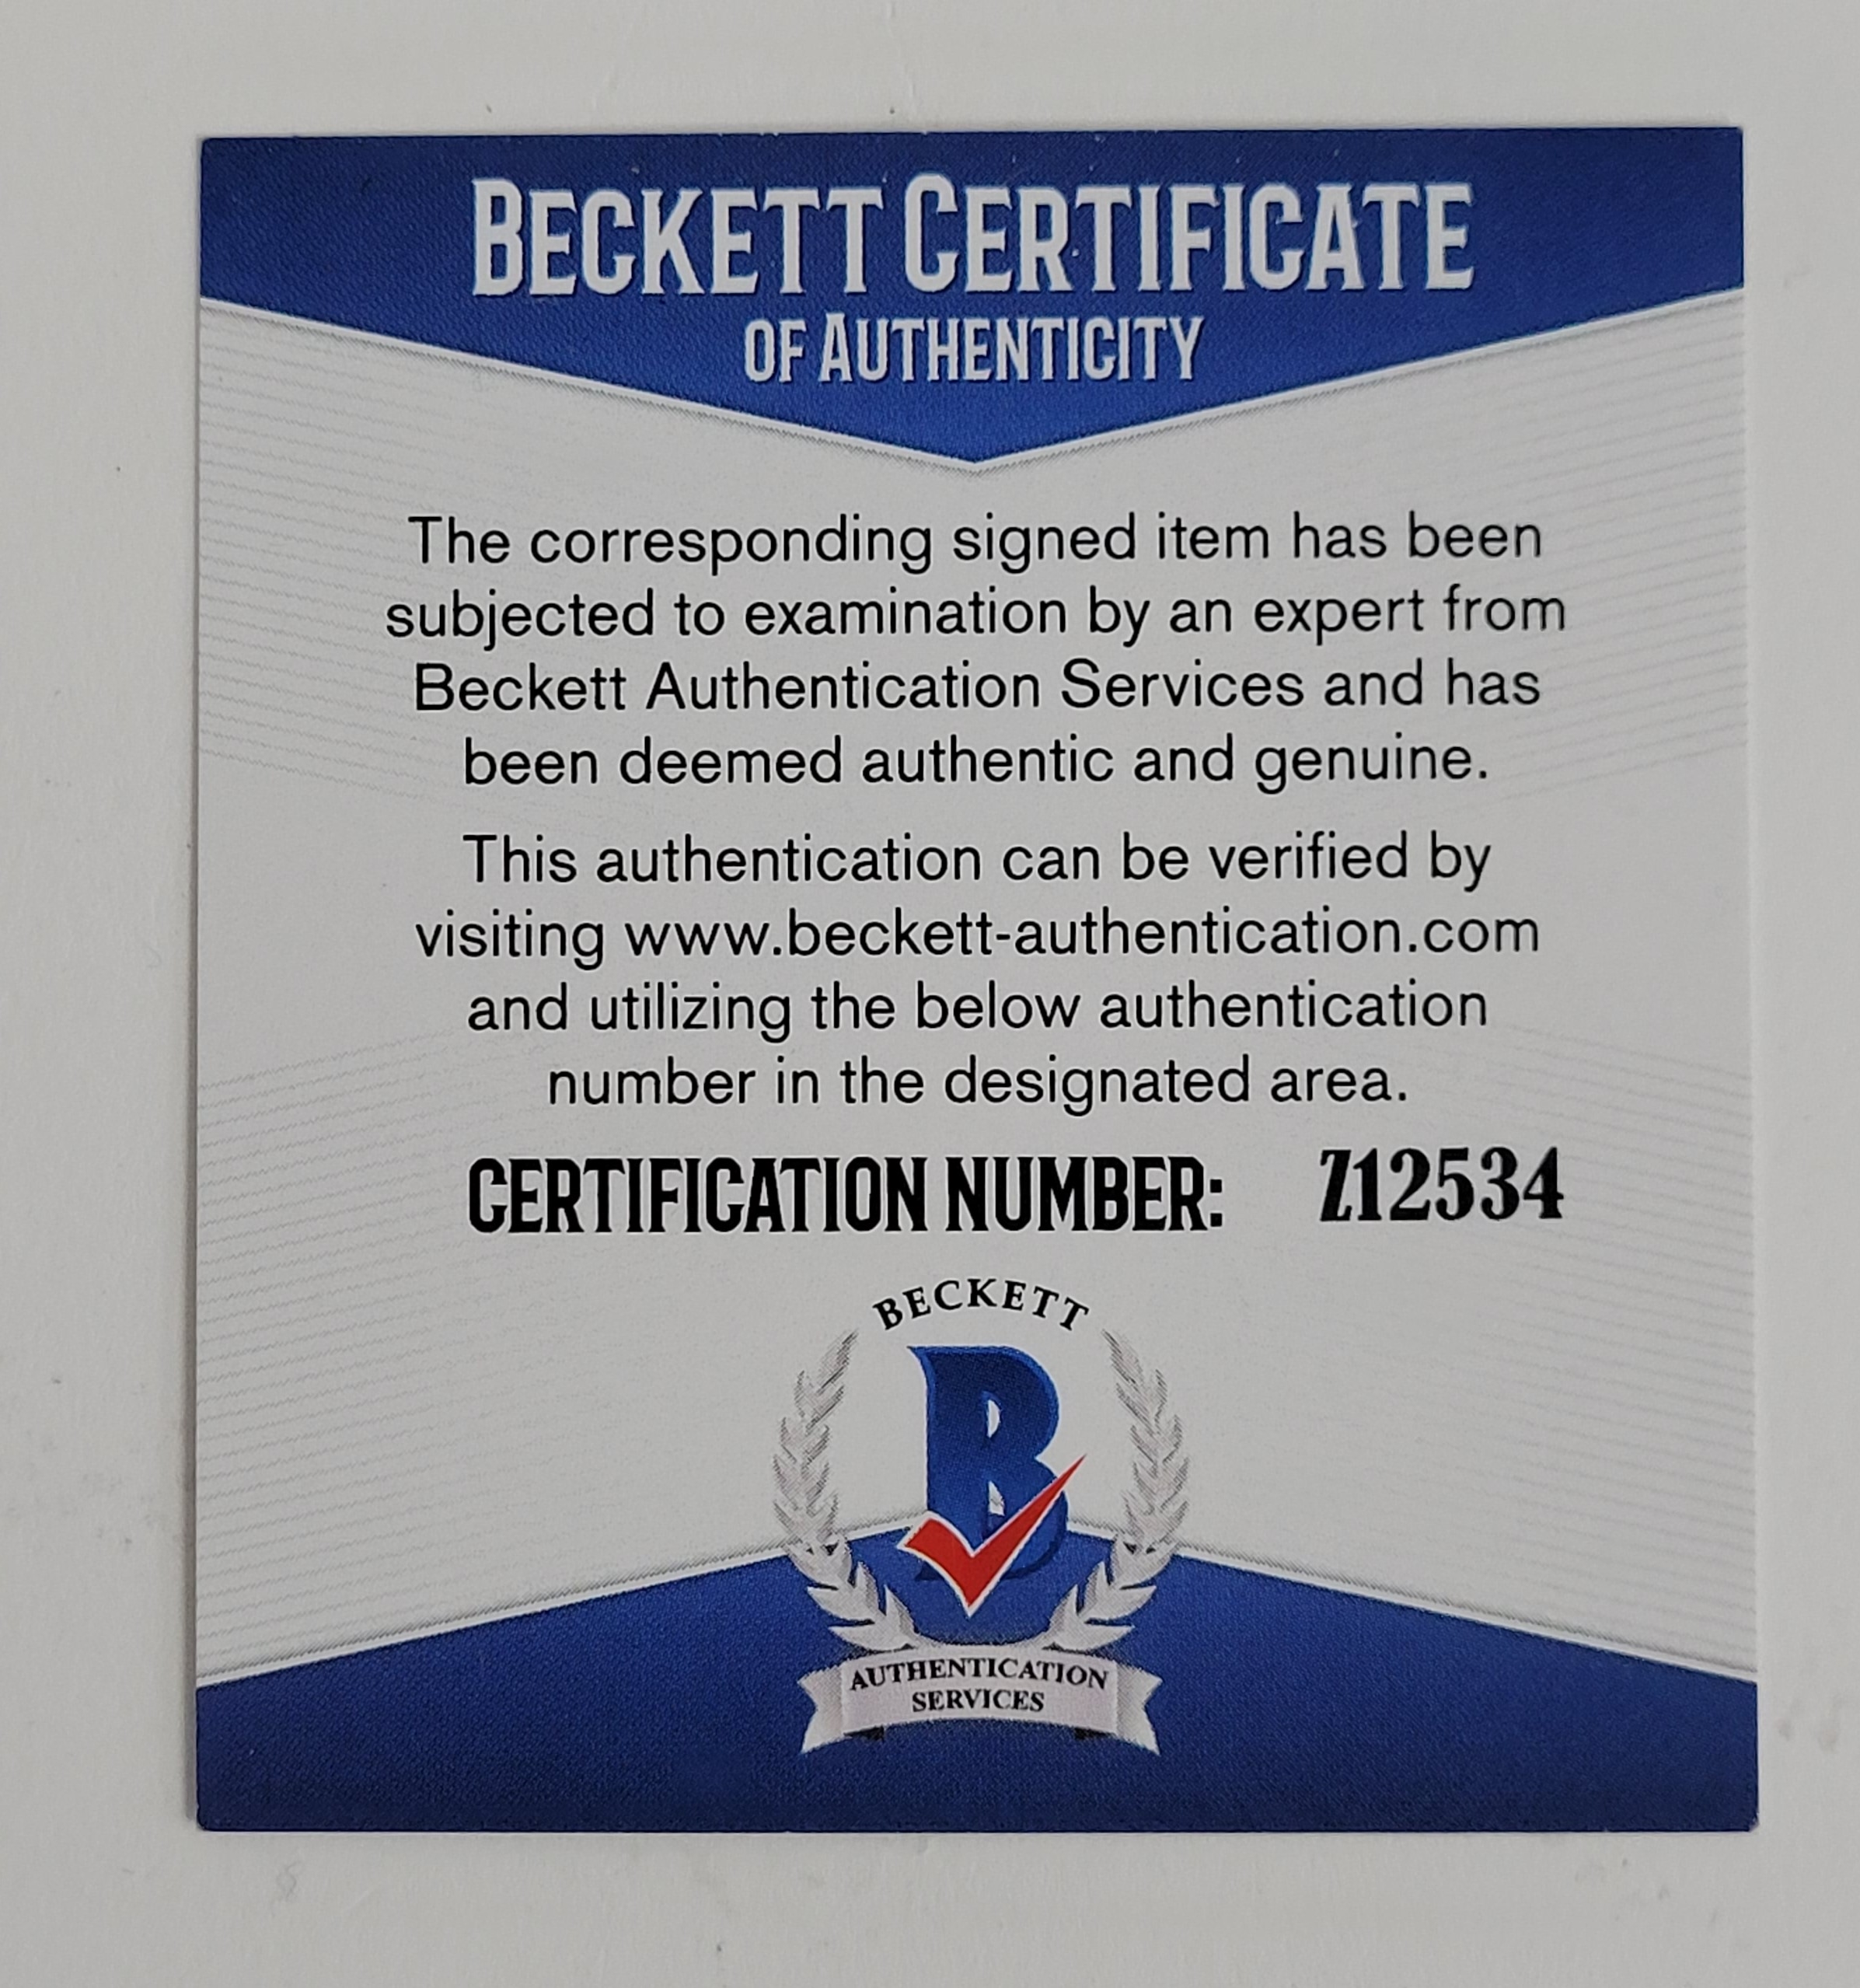 BECKETT CERTIFICATE
OF AUTHENTICITY
The corresponding signed item has been
subjected to examination by an expert from
Beckett Authentication Services and has
been deemed authentic and genuine.
This authentication can be verified by
visiting www.beckett-authentication.com
and utilizing the below authentication
number in the designated area.
CERTIFICATION NUMBER: Z12534
BECKETT
B
AUTHENTICATION
SERVICES